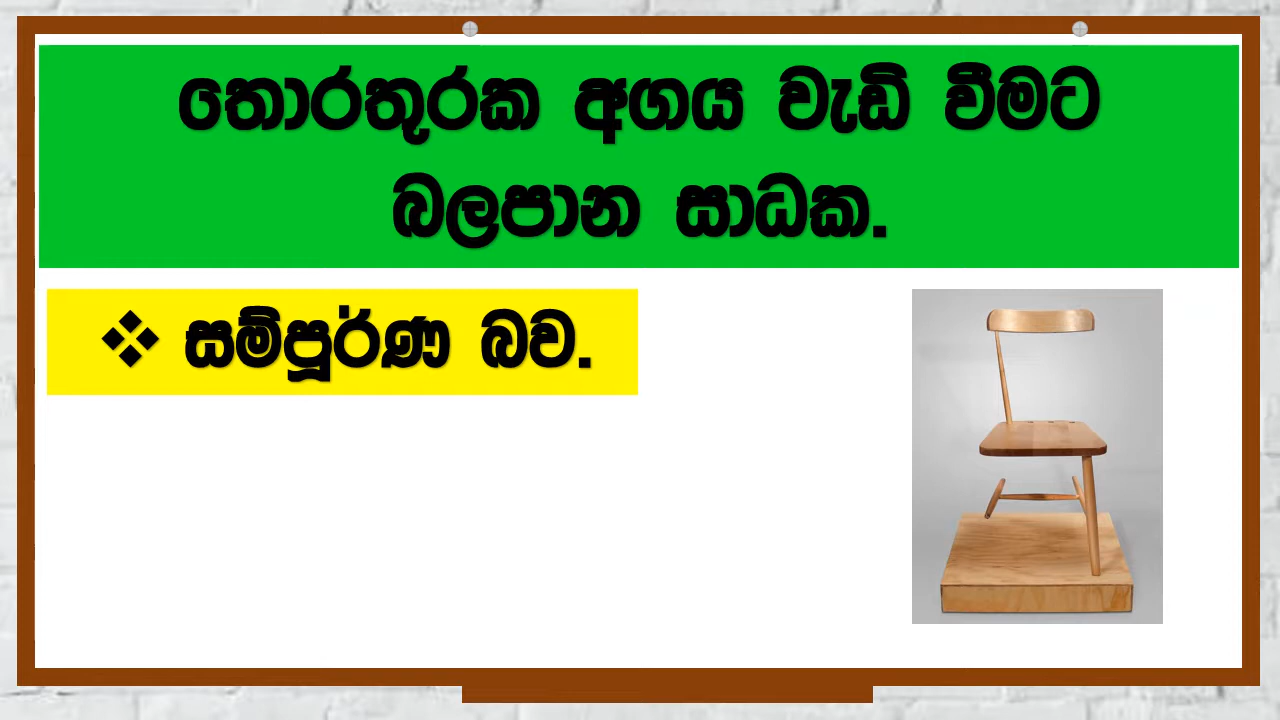 තොරතුරක අගය වැඩි වීමට
බලපාන සාධක.
❖ සම්පූර්ණ බව.